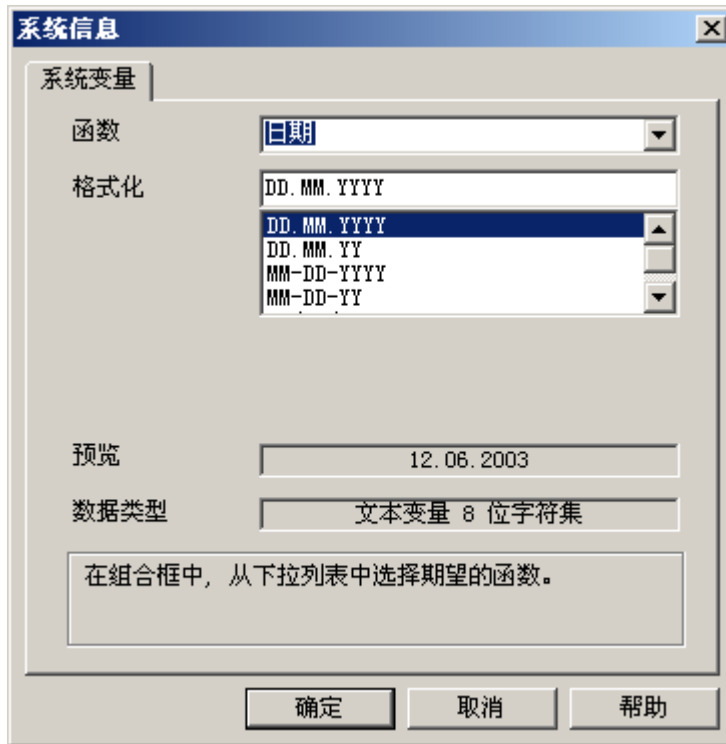 系统信息
系统变量
函数 日期
格式化 DD.MM.YYYY
DD.MM.YYYY
DD.MM.YY
MM-DD-YYYY
MM-DD-YY
预览 12.06.2003
数据类型 文本变量 8 位字符集
在组合框中, 从下拉列表中选择期望的函数。
确定 取消 帮助